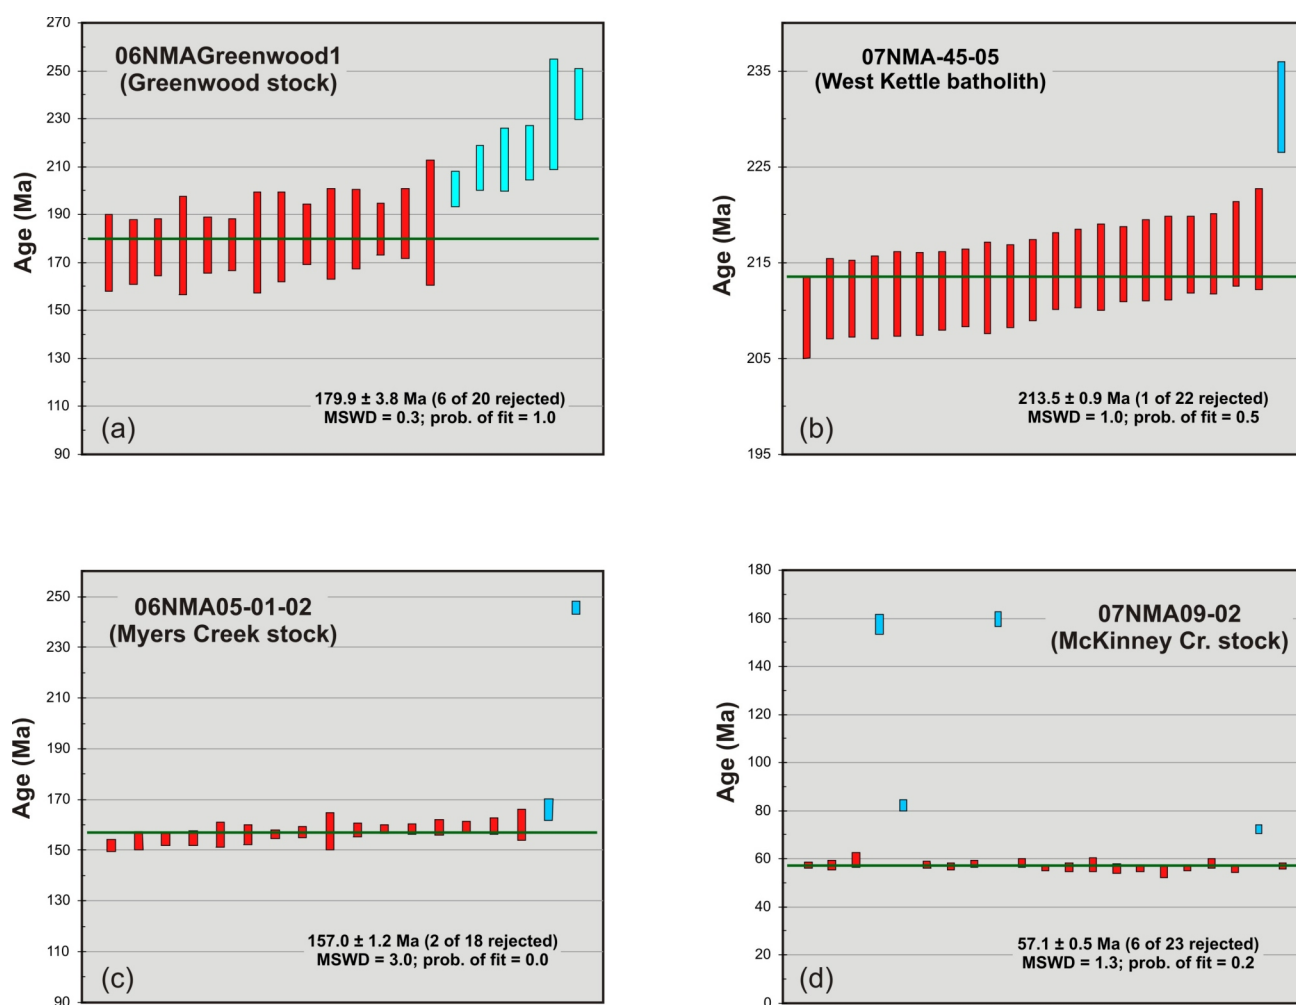 270
250
230
210
190
170
150
130
110
90
Age (Ma)
06NMAGreenwood1
(Greenwood stock)
179.9 ± 3.8 Ma (6 of 20 rejected)
MSWD = 0.3; prob. of fit = 1.0
(a)
235
225
215
205
195
Age (Ma)
07NMA-45-05
(West Kettle batholith)
213.5 ± 0.9 Ma (1 of 22 rejected)
MSWD = 1.0; prob. of fit = 0.5
(b)
250
230
210
190
170
150
130
110
90
Age (Ma)
06NMA05-01-02
(Myers Creek stock)
157.0 ± 1.2 Ma (2 of 18 rejected)
MSWD = 3.0; prob. of fit = 0.0
(c)
180
160
140
120
100
80
60
40
20
0
Age (Ma)
07NMA09-02
(McKinney Cr. stock)
57.1 ± 0.5 Ma (6 of 23 rejected)
MSWD = 1.3; prob. of fit = 0.2
(d)